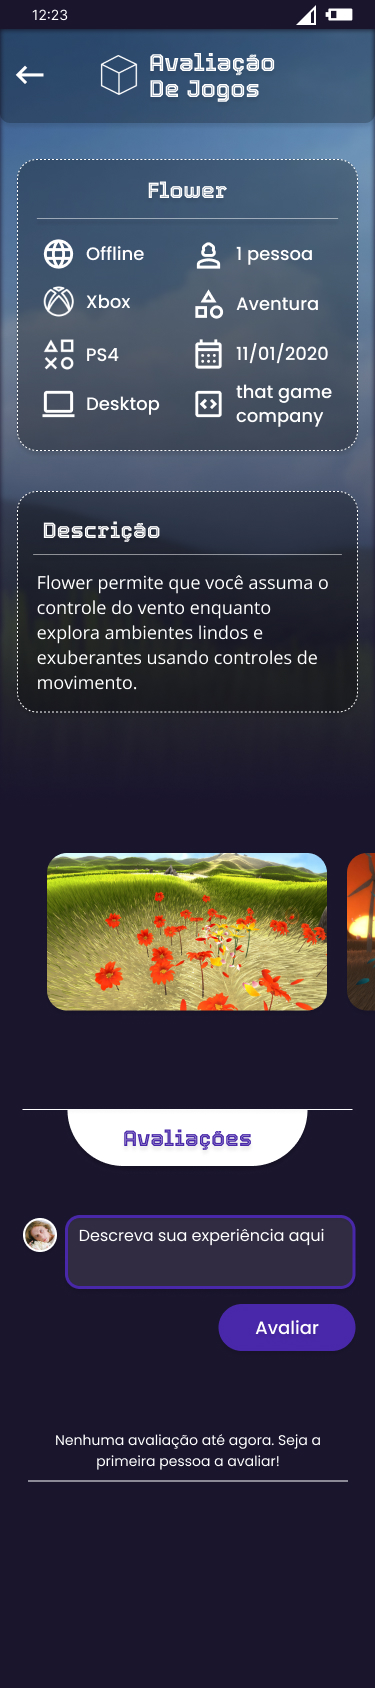 12:23
Avaliação
De Jogos
Flower
Offline
1 pessoa
Xbox
Aventura
PS4
11/01/2020
Desktop
that game
company
Descrição
Flower permite que você assuma o
controle do vento enquanto
explora ambientes lindos e
exuberantes usando controles de
movimento.
Avaliações
Descreva sua experiência aqui
Avaliar
Nenhuma avaliação até agora. Seja a
primeira pessoa a avaliar!